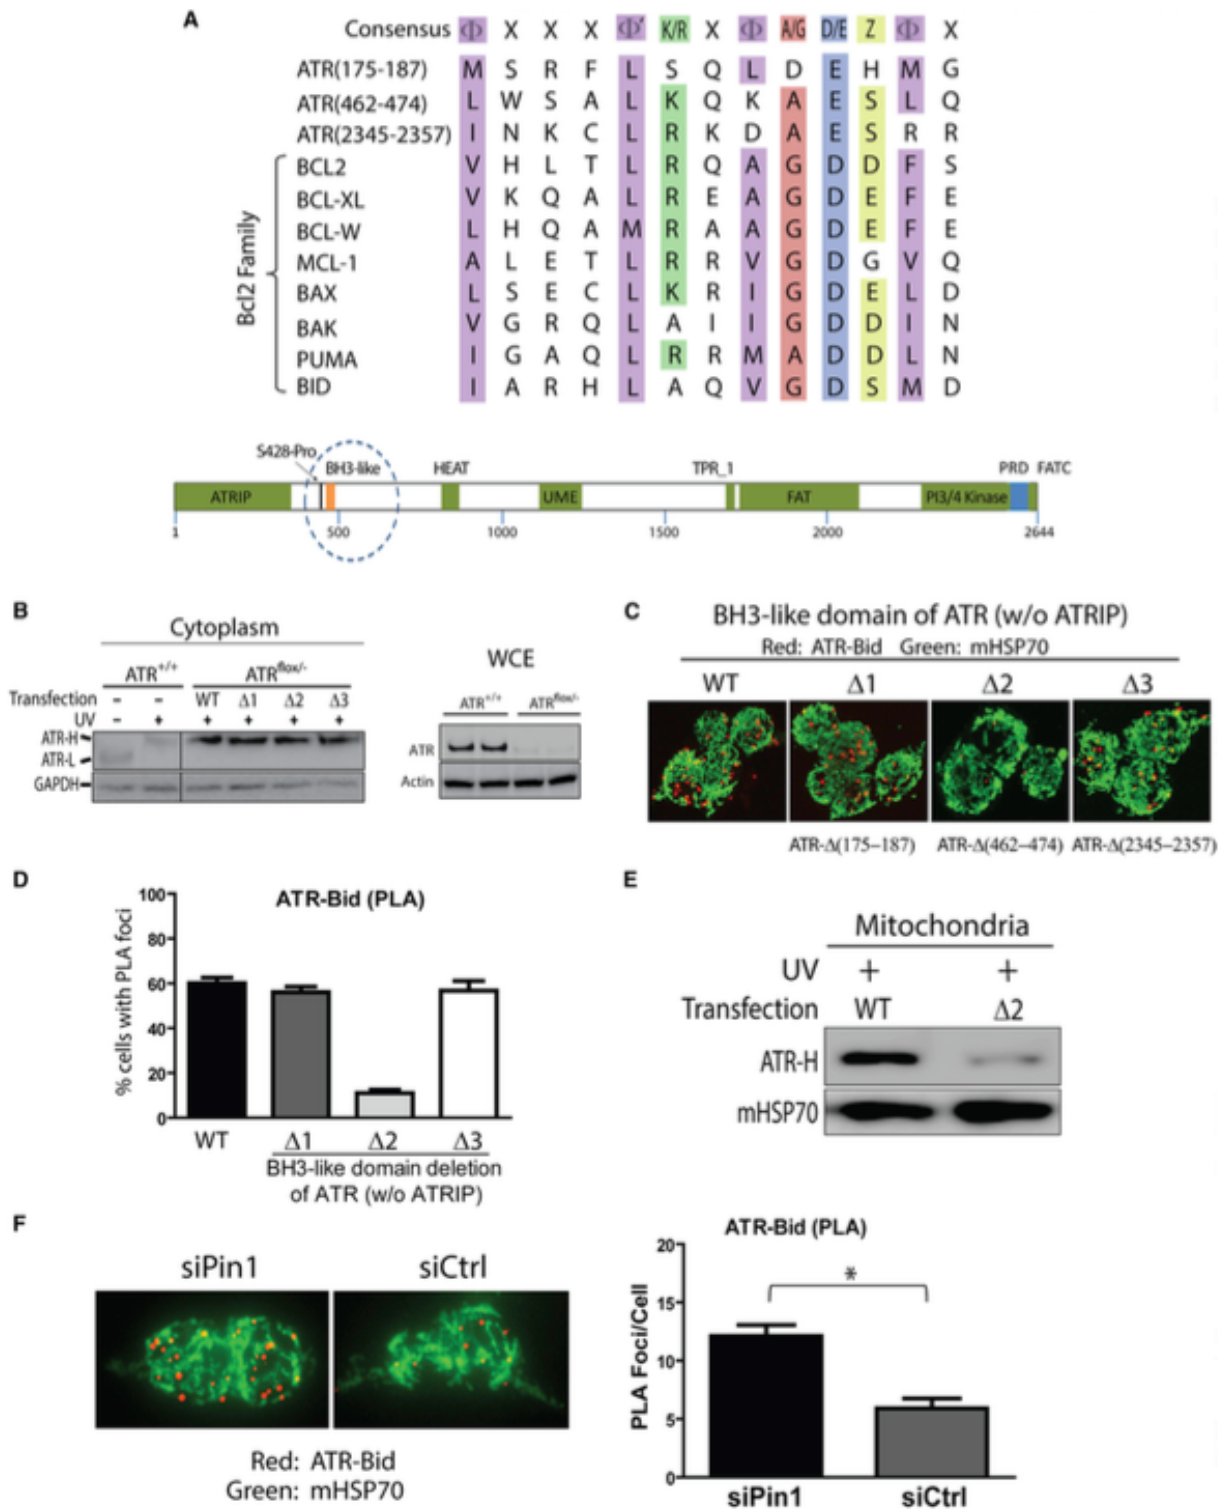 A
Consensus Φ X X X Φ' K/R X Φ A/G D/E Z Φ X
ATR(175-187) M S R F L S Q L D E H M G
ATR(462-474) L W S A L K Q K A E S L Q
ATR(2345-2357) I N K C L R K D A E S R R
BCL2 V H L T L R Q A G D D F S
BCL-XL V K Q A L R E A G D E F E
BCL-W L H Q A M R A A G D E F E
MCL-1 A L E T L R R V G D G V Q
BAX L S E C L K R I G D E L D
BAK V G R Q L A I I G D D I N
PUMA I G A Q L R R M A D D L N
BID I A R H L A Q V G D S M D
Bcl2 Family
S428-Pro BH3-like HEAT TPR_1 PRD FATC
ATRIP UME FAT PI3/4 Kinase
1 500 1000 1500 2000 2644
B
Cytoplasm
ATR+/+ ATRflox/-
Transfection - - WT Δ1 Δ2 Δ3
UV - + + + + +
ATR-H
ATR-L
GAPDH
WCE
ATR+/+ ATRflox/-
ATR
Actin
C
BH3-like domain of ATR (w/o ATRIP)
Red: ATR-Bid Green: mHSP70
WT Δ1 Δ2 Δ3
ATR-Δ(175–187) ATR-Δ(462–474) ATR-Δ(2345–2357)
D
ATR-Bid (PLA)
% cells with PLA foci
100
80
60
40
20
0
WT Δ1 Δ2 Δ3
BH3-like domain deletion
of ATR (w/o ATRIP)
E
Mitochondria
UV + +
Transfection WT Δ2
ATR-H
mHSP70
F
siPin1 siCtrl
Red: ATR-Bid
Green: mHSP70
ATR-Bid (PLA)
PLA Foci/Cell
20
15
10
5
0
*
siPin1 siCtrl